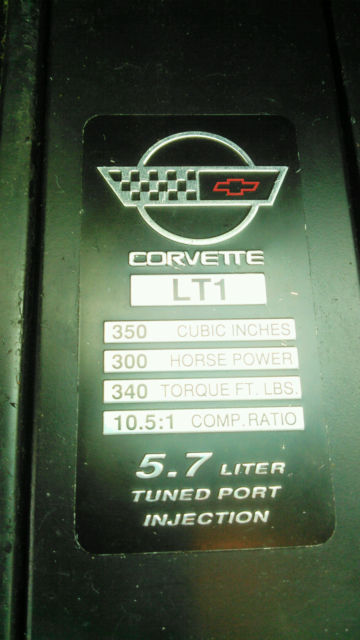 CORVETTE
LT1
350 CUBIC INCHES
300 HORSE POWER
340 TORQUE FT. LBS.
10.5:1 COMP. RATIO
5.7 LITER
TUNED PORT
INJECTION